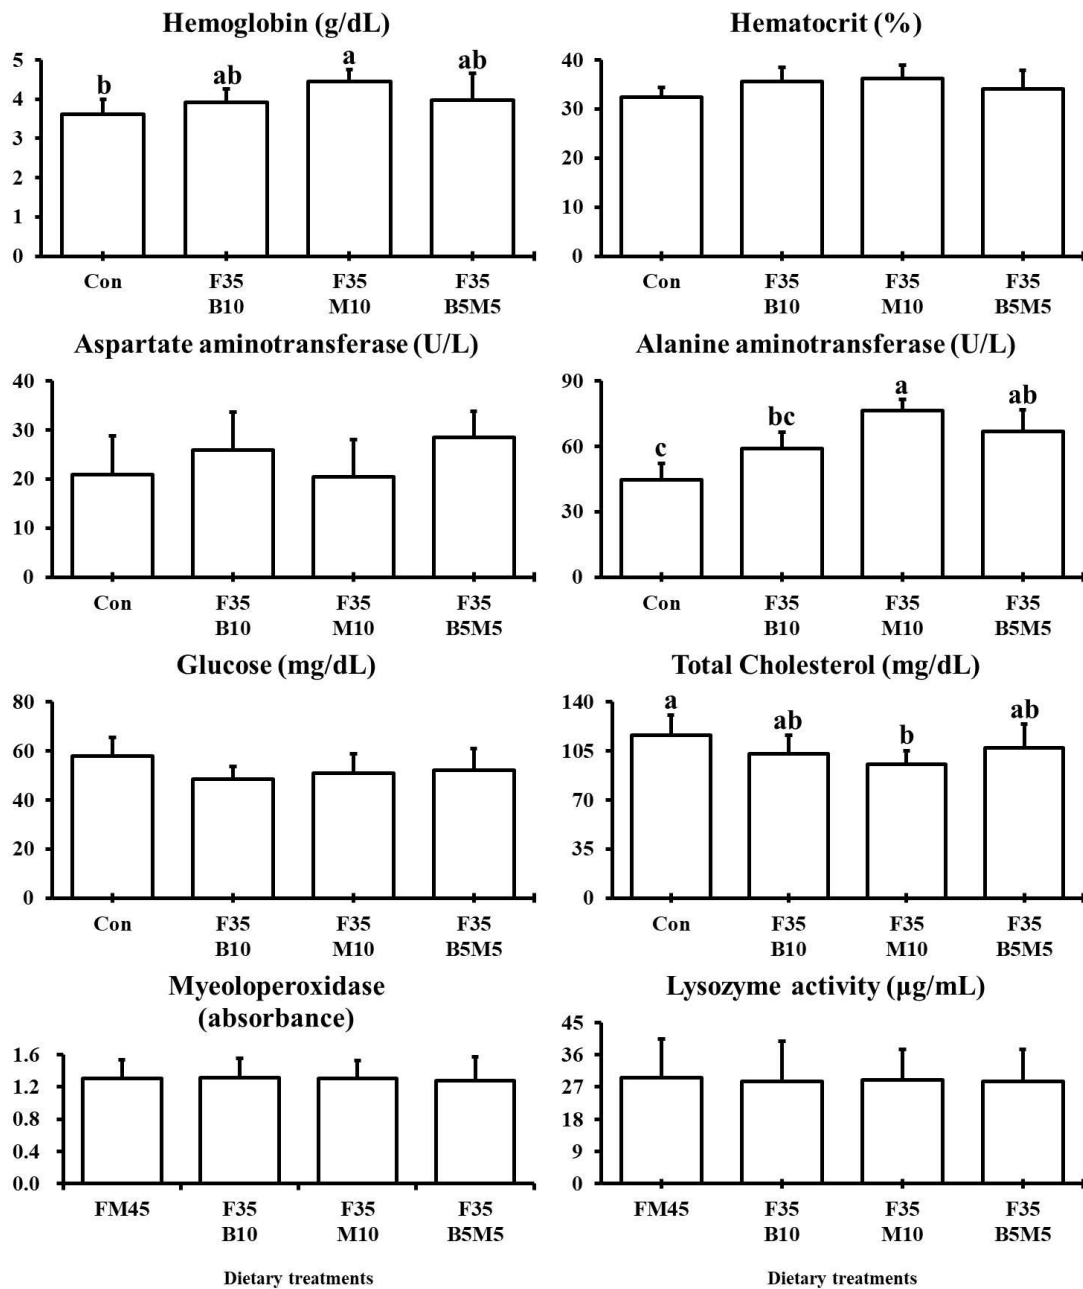 Hemoglobin (g/dL)
5
4
3
2
1
0
b
ab
a
ab
Con
F35
B10
F35
M10
F35
B5M5
Hematocrit (%)
40
30
20
10
0
Con
F35
B10
F35
M10
F35
B5M5
Aspartate aminotransferase (U/L)
40
30
20
10
0
Con
F35
B10
F35
M10
F35
B5M5
Alanine aminotransferase (U/L)
90
60
30
0
c
bc
a
ab
Con
F35
B10
F35
M10
F35
B5M5
Glucose (mg/dL)
80
60
40
20
0
Con
F35
B10
F35
M10
F35
B5M5
Total Cholesterol (mg/dL)
140
105
70
35
0
a
ab
b
ab
Con
F35
B10
F35
M10
F35
B5M5
Myeoloperoxidase
(absorbance)
1.6
1.2
0.8
0.4
0.0
FM45
F35
B10
F35
M10
F35
B5M5
Dietary treatments
Lysozyme activity (µg/mL)
45
36
27
18
9
0
FM45
F35
B10
F35
M10
F35
B5M5
Dietary treatments